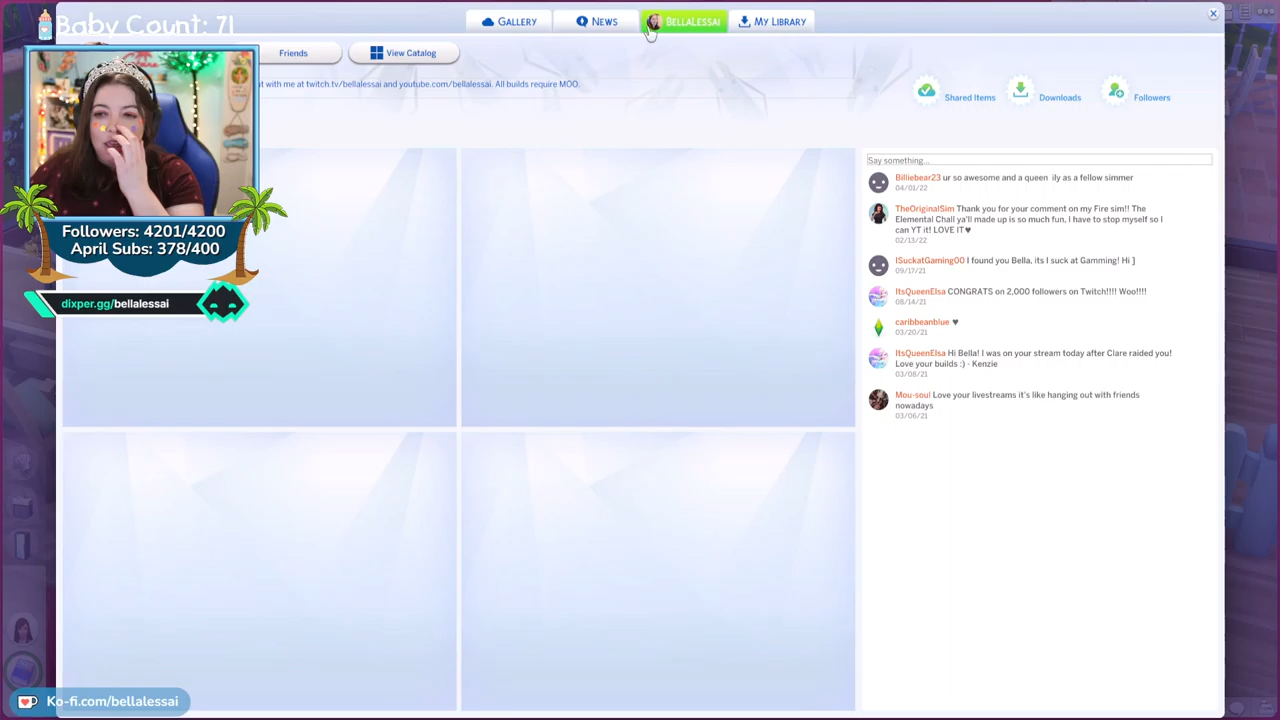 Baby Count: 71
GALLERY
NEWS
BELLALESSAI
MY LIBRARY
Friends
View Catalog
t with me at twitch.tv/bellalessai and youtube.com/bellalessai. All builds require MOO.
Shared Items
Downloads
Followers
Followers: 4201/4200
April Subs: 378/400
dixper.gg/bellalessai
Say something...
Billiebear23 ur so awesome and a queen ily as a fellow simmer
04/01/22
TheOriginalSim Thank you for your comment on my Fire sim!! The
Elemental Chall ya'll made up is so much fun, I have to stop myself so I
can YT it! LOVE IT♥
02/13/22
ISuckatGaming00 I found you Bella, its I suck at Gamming! Hi ]
09/17/21
ItsQueenElsa CONGRATS on 2,000 followers on Twitch!!!! Woo!!!!
08/14/21
caribbeanblue ♥
03/20/21
ItsQueenElsa Hi Bella! I was on your stream today after Clare raided you!
Love your builds :) - Kenzie
03/08/21
Mou-soul Love your livestreams it's like hanging out with friends
nowadays
03/06/21
Ko-fi.com/bellalessai